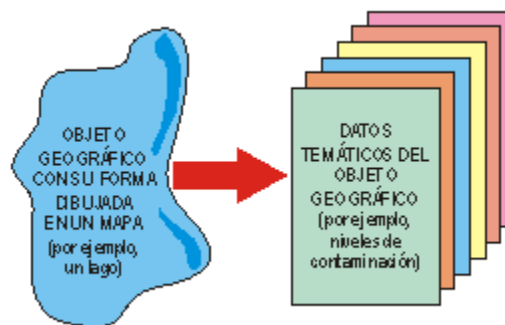 OBJETO
GEOGRÁFICO
CON SU FORMA
DIBUJADA
EN UN MAPA
(por ejemplo,
un lago)
DATOS
TEMÁTICOS DEL
OBJETO
GEOGRÁFICO
(por ejemplo,
niveles de
contaminación)